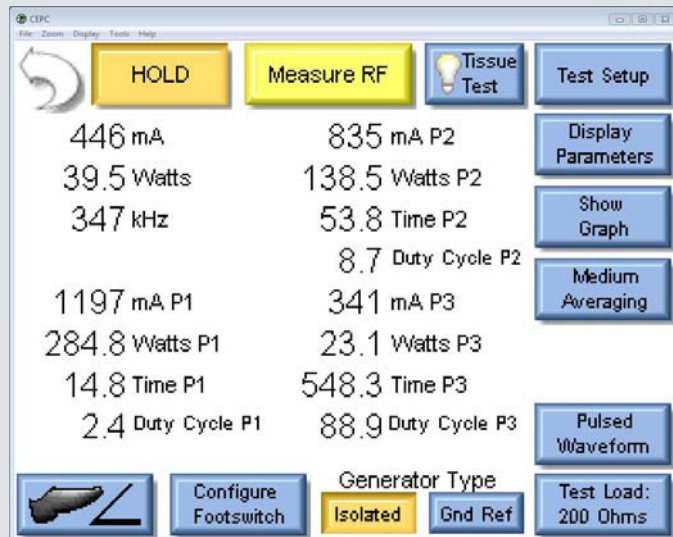 CEPC
File Zoom Display Tools Help
HOLD
Measure RF
Tissue
Test
Test Setup
446 mA
835 mA P2
Display
Parameters
39.5 Watts
138.5 Watts P2
347 kHz
53.8 Time P2
Show
Graph
8.7 Duty Cycle P2
1197 mA P1
341 mA P3
Medium
Averaging
284.8 Watts P1
23.1 Watts P3
14.8 Time P1
548.3 Time P3
2.4 Duty Cycle P1
88.9 Duty Cycle P3
Pulsed
Waveform
Configure
Footswitch
Generator Type
Isolated
Gnd Ref
Test Load:
200 Ohms